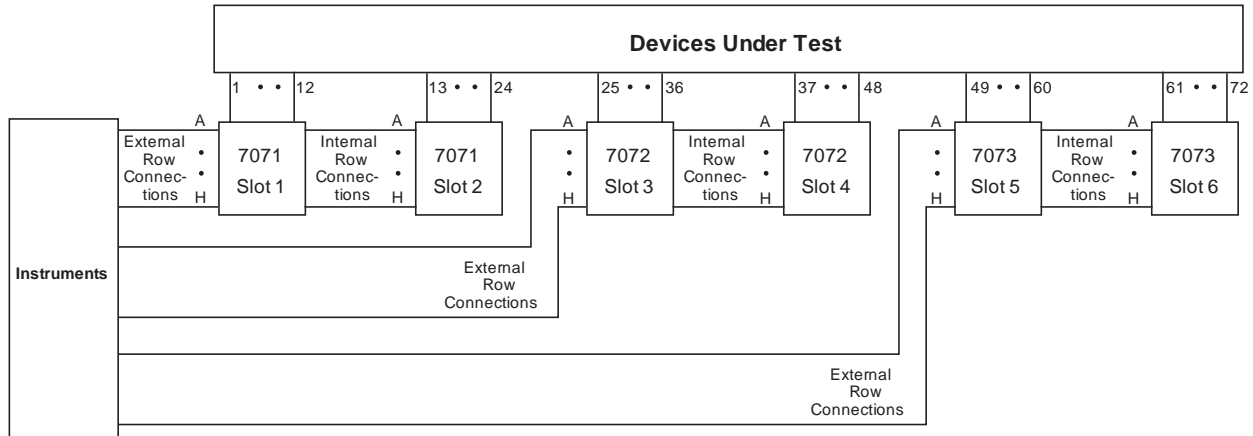 Devices Under Test
1 • • 12
13 • • 24
25 • • 36
37 • • 48
49 • • 60
61 • • 72
A
•
•
H
External
Row
Connec-
tions
7071
Slot 1
Internal
Row
Connec-
tions
A
•
•
H
7071
Slot 2
A
•
•
H
7072
Slot 3
Internal
Row
Connec-
tions
A
•
•
H
7072
Slot 4
A
•
•
H
7073
Slot 5
Internal
Row
Connec-
tions
A
•
•
H
7073
Slot 6
Instruments
External
Row
Connections
External
Row
Connections